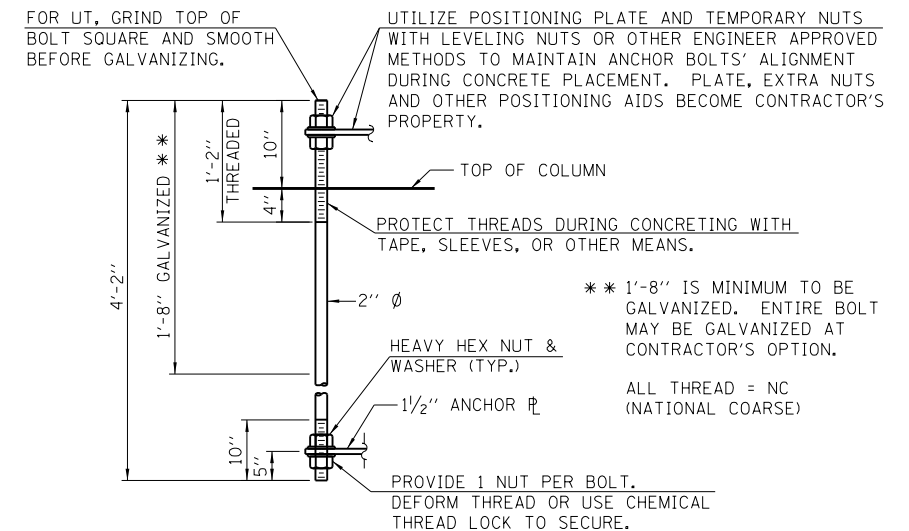 FOR UT, GRIND TOP OF
BOLT SQUARE AND SMOOTH
BEFORE GALVANIZING.
UTILIZE POSITIONING PLATE AND TEMPORARY NUTS
WITH LEVELING NUTS OR OTHER ENGINEER APPROVED
METHODS TO MAINTAIN ANCHOR BOLTS' ALIGNMENT
DURING CONCRETE PLACEMENT. PLATE, EXTRA NUTS
AND OTHER POSITIONING AIDS BECOME CONTRACTOR'S
PROPERTY.
4'-2"
1'-8" GALVANIZED * *
1'-2"
THREADED
10"
4"
TOP OF COLUMN
PROTECT THREADS DURING CONCRETING WITH
TAPE, SLEEVES, OR OTHER MEANS.
2" Ø
* * 1'-8" IS MINIMUM TO BE
GALVANIZED. ENTIRE BOLT
MAY BE GALVANIZED AT
CONTRACTOR'S OPTION.
ALL THREAD = NC
(NATIONAL COARSE)
HEAVY HEX NUT &
WASHER (TYP.)
1 1/2" ANCHOR ⅊
10"
5"
PROVIDE 1 NUT PER BOLT.
DEFORM THREAD OR USE CHEMICAL
THREAD LOCK TO SECURE.